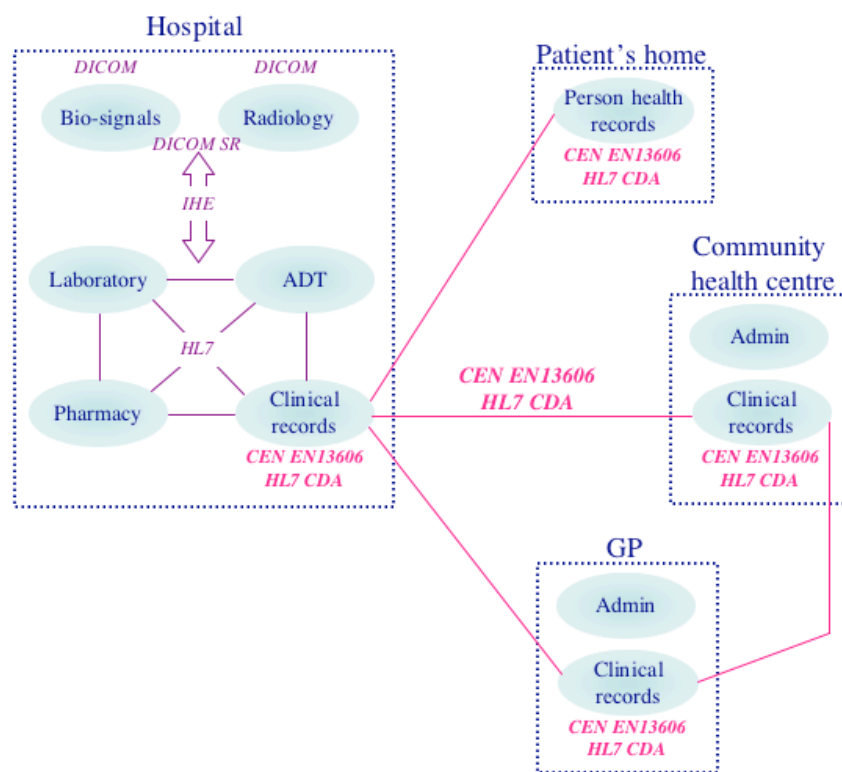 Hospital
DICOM
DICOM
Bio-signals
Radiology
DICOM SR
IHE
Laboratory
ADT
HL7
Pharmacy
Clinical
records
CEN EN13606
HL7 CDA
Patient's home
Person health
records
CEN EN13606
HL7 CDA
CEN EN13606
HL7 CDA
Community
health centre
Admin
Clinical
records
CEN EN13606
HL7 CDA
GP
Admin
Clinical
records
CEN EN13606
HL7 CDA